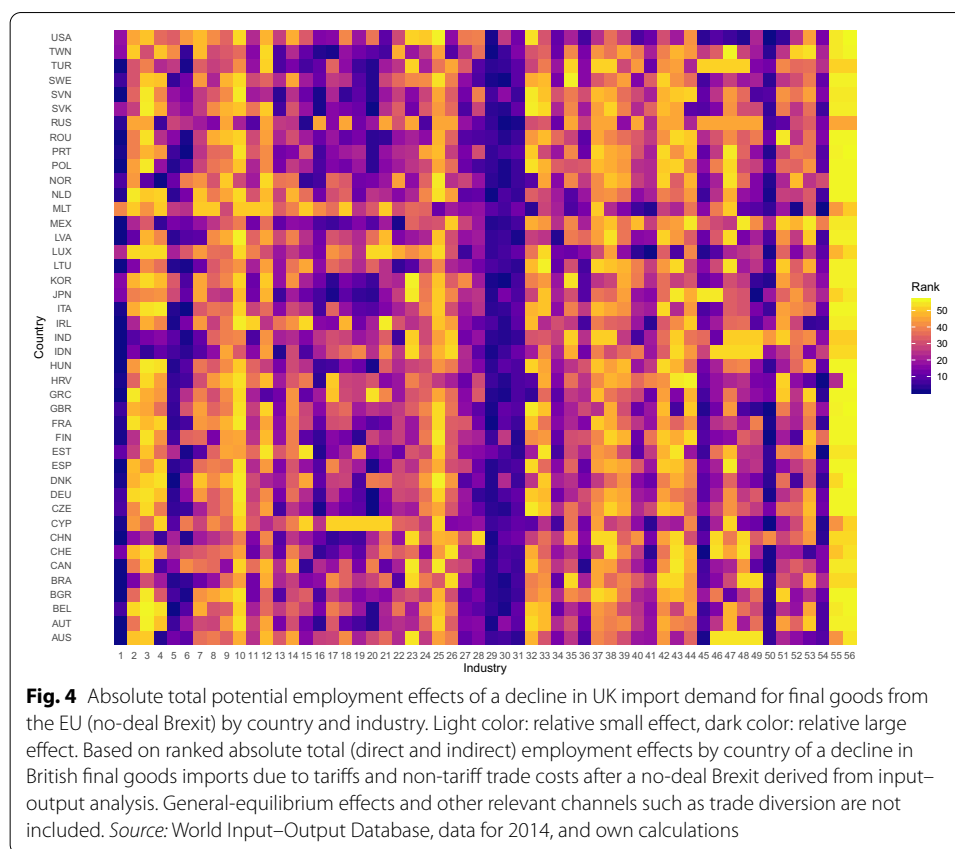 USA
TWN
TUR
SWE
SVN
SVK
RUS
ROU
PRT
POL
NOR
NLD
MLT
MEX
LVA
LUX
LTU
KOR
JPN
ITA
IRL
IND
IDN
HUN
HRV
GRC
GBR
FRA
FIN
EST
ESP
DNK
DEU
CZE
CYP
CHN
CHE
CAN
BRA
BGR
BEL
AUT
AUS
Country
Rank
50
40
30
20
10
1 2 3 4 5 6 7 8 9 10 11 12 13 14 15 16 17 18 19 20 21 22 23 24 25 26 27 28 29 30 31 32 33 34 35 36 37 38 39 40 41 42 43 44 45 46 47 48 49 50 51 52 53 54 55 56
Industry
Fig. 4 Absolute total potential employment effects of a decline in UK import demand for final goods from
the EU (no-deal Brexit) by country and industry. Light color: relative small effect, dark color: relative large
effect. Based on ranked absolute total (direct and indirect) employment effects by country of a decline in
British final goods imports due to tariffs and non-tariff trade costs after a no-deal Brexit derived from input–
output analysis. General-equilibrium effects and other relevant channels such as trade diversion are not
included. Source: World Input–Output Database, data for 2014, and own calculations